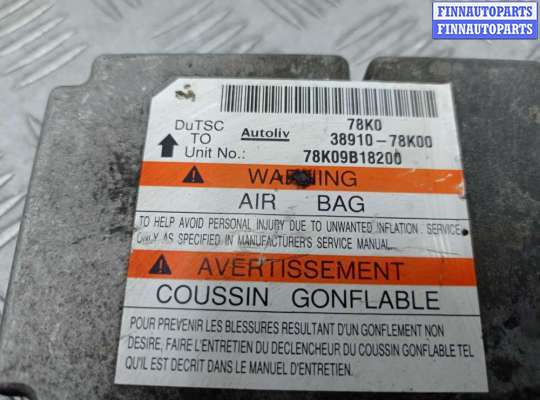 FINNAUTOPARTS
FINNAUTOPARTS
78K0
DuTSC Autoliv 38910-78K00
TO
Unit No.: 78K09B18200
WARNING
AIR BAG
TO HELP AVOID PERSONAL INJURY DUE TO UNWANTED INFLATION . SERVICE
ONLY AS SPECIFIED IN MANUFACTURER'S SERVICE MANUAL.
AVERTISSEMENT
COUSSIN GONFLABLE
POUR PREVENIR LES BLESSURES RESULTANT D'UN GONFLEMENT NON
DESIRE, FAIRE L'ENTRETIEN DU DECLENCHEUR DU COUSSIN GONFLABLE TEL
QU'IL EST DECRIT DANS LE MANUEL D'ENTRETIEN.